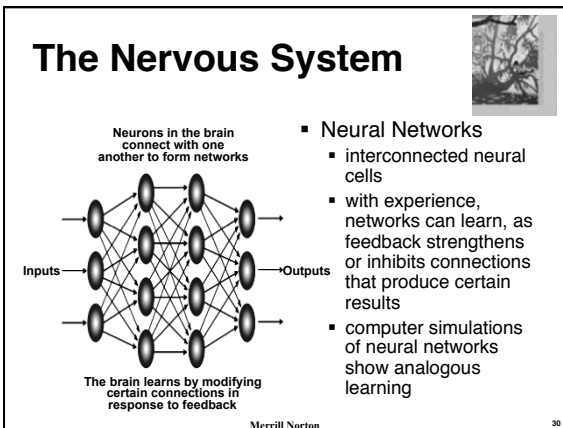 The Nervous System
Neurons in the brain
connect with one
another to form networks
Inputs
Outputs
The brain learns by modifying
certain connections in
response to feedback
▪ Neural Networks
▪ interconnected neural
cells
▪ with experience,
networks can learn, as
feedback strengthens
or inhibits connections
that produce certain
results
▪ computer simulations
of neural networks
show analogous
learning
Merrill Norton
30